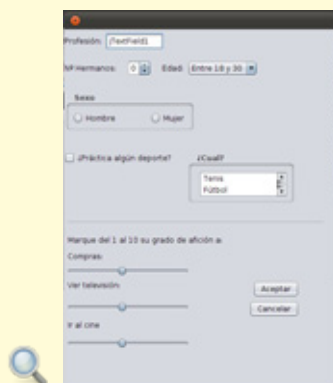 Profesión: jTextField1
Nº Hermanos: 0 Edad: Entre 18 y 30
Sexo
Hombre Mujer
¿Práctica algún deporte? ¿Cual?
Tenis
Fútbol
Marque del 1 al 10 su grado de afición a:
Compras:
Ver televisión:
Aceptar
Cancelar
Ir al cine